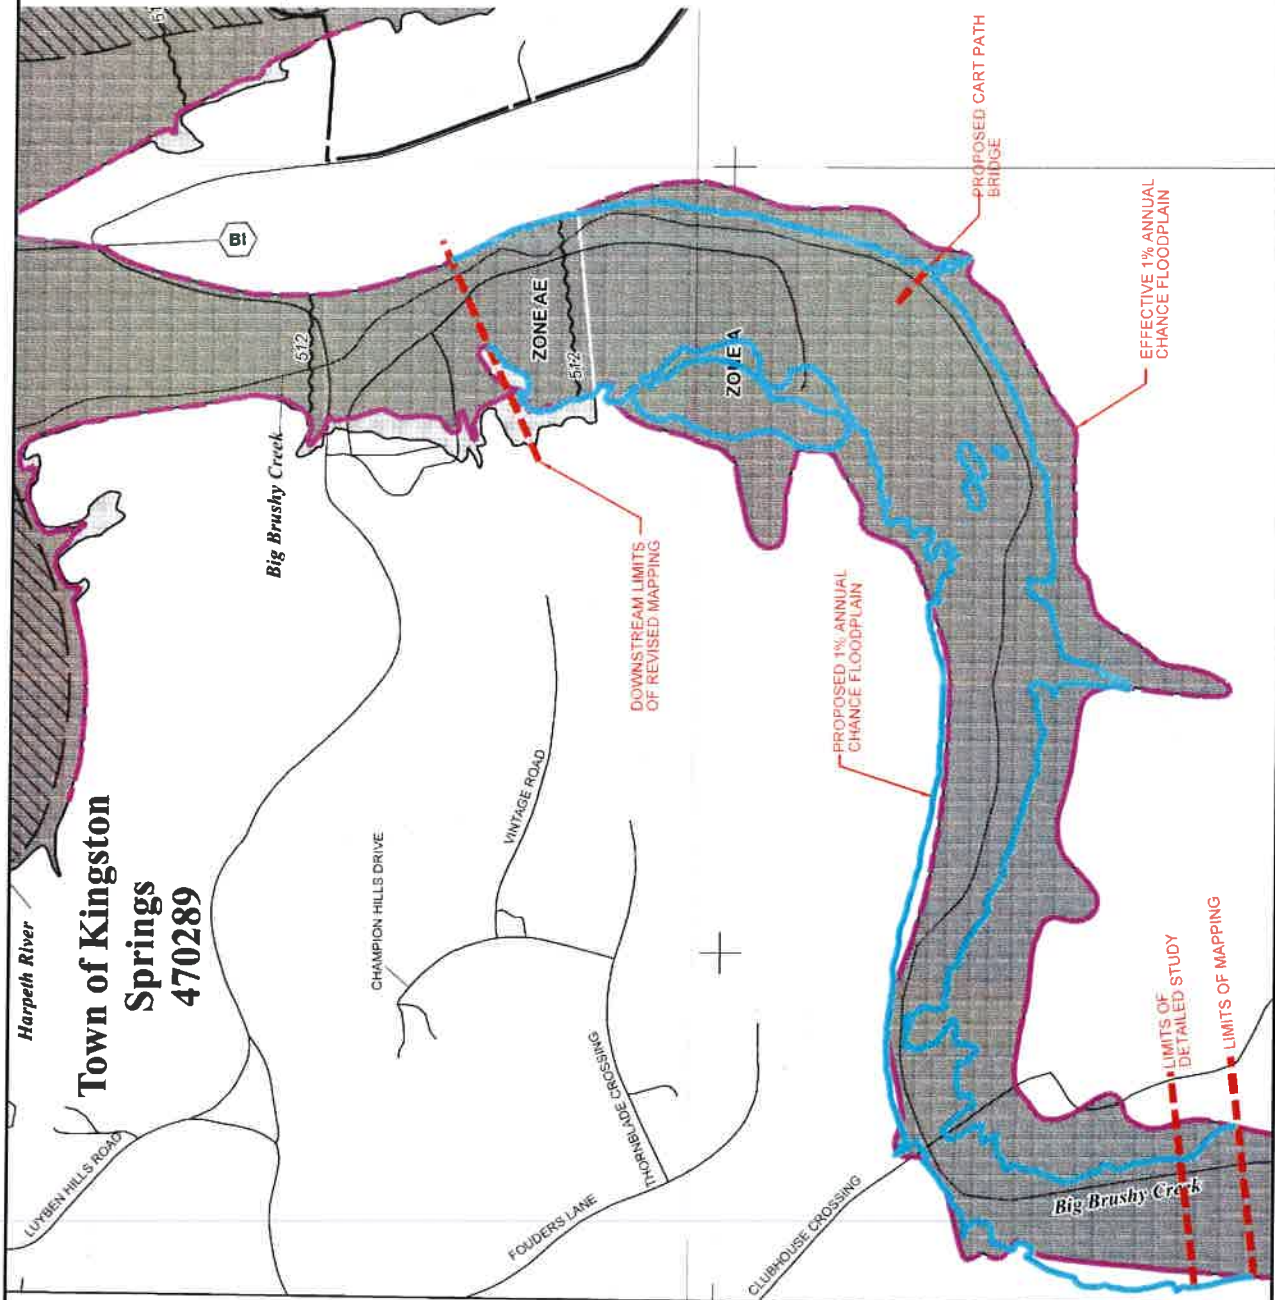 51
B1
PROPOSED CART PATH
BRIDGE
EFFECTIVE 1% ANNUAL
CHANCE FLOODPLAIN
512
ZONE AE
512
ZONE A
Big Brushy Creek
DOWNSTREAM LIMITS
OF REVISED MAPPING
PROPOSED 1% ANNUAL
CHANCE FLOODPLAIN
Harpeth River
Town of Kingston
Springs
470289
CHAMPION HILLS DRIVE
VINTAGE ROAD
LUYBEN HILLS ROAD
THORNBLADE CROSSING
FOUDERS LANE
CLUBHOUSE CROSSING
LIMITS OF
DETAILED STUDY
LIMITS OF MAPPING
Big Brushy Creek